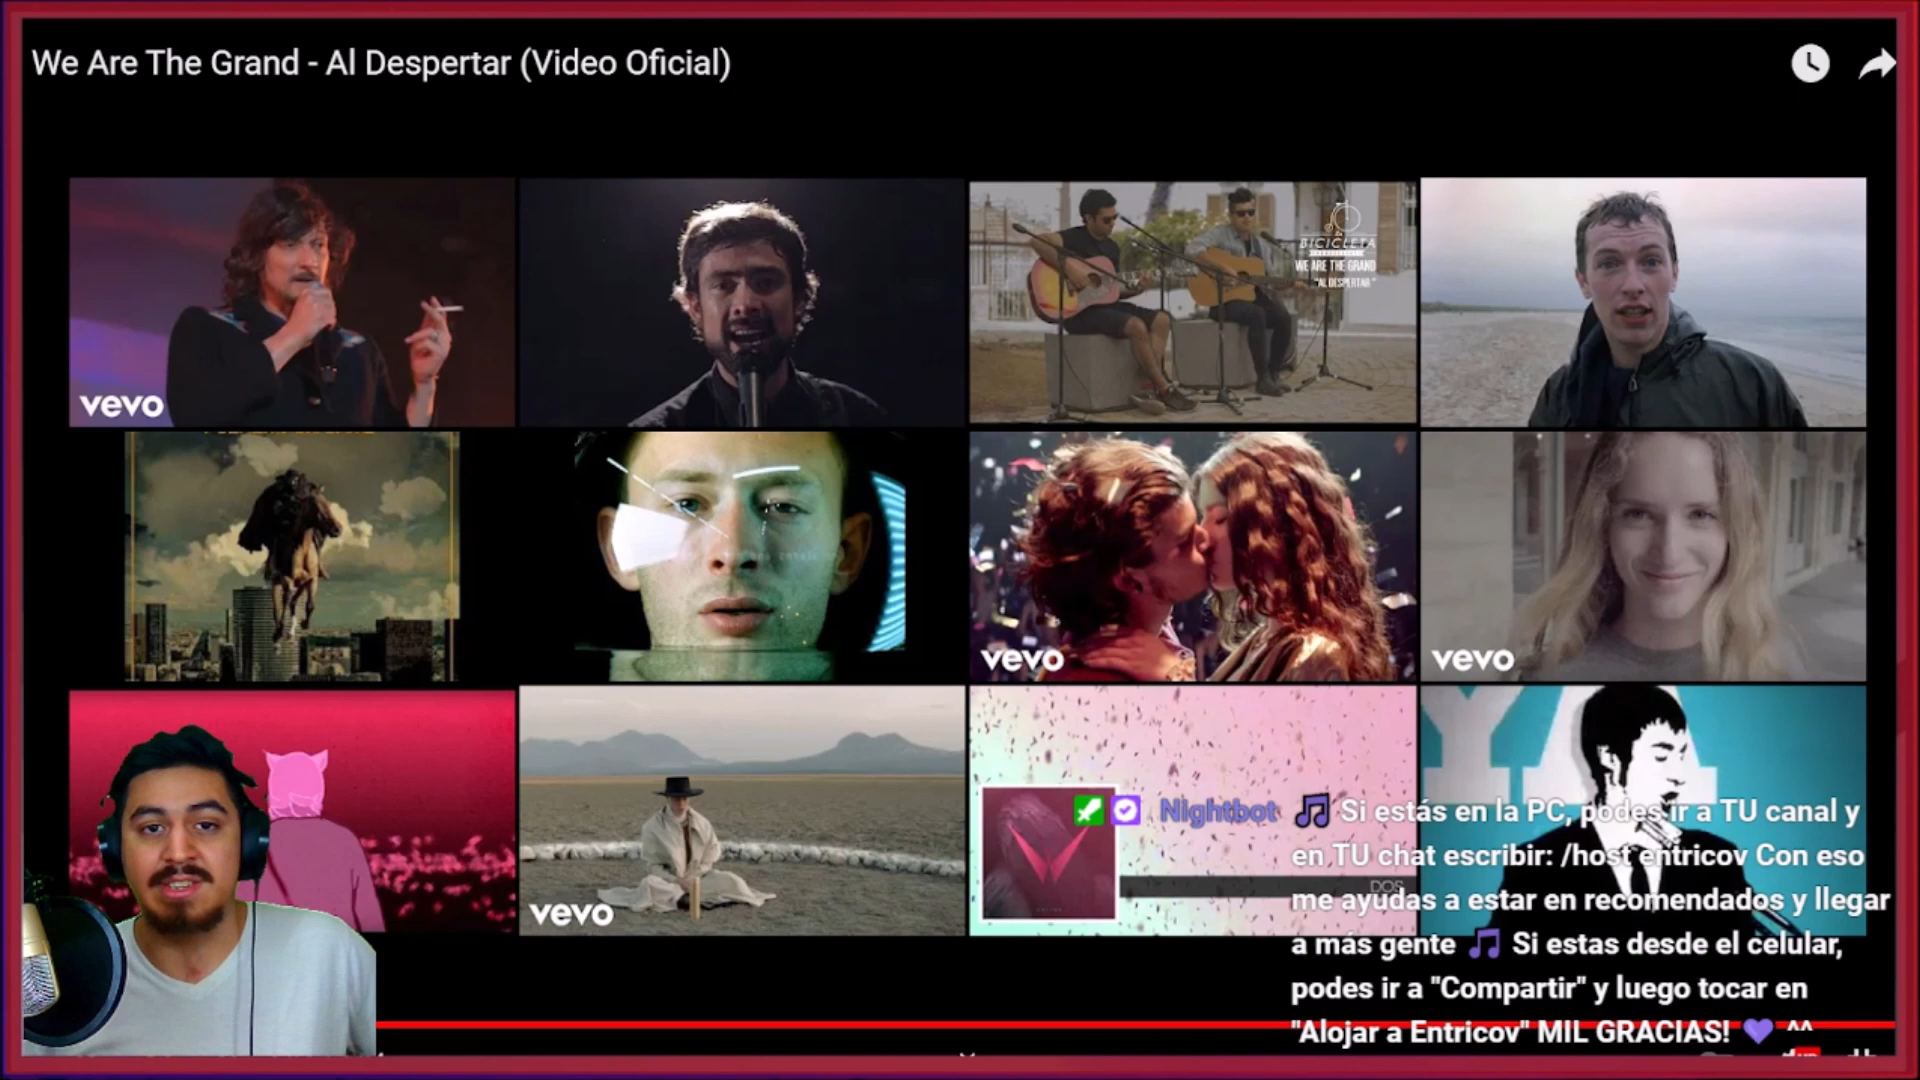 We Are The Grand - Al Despertar (Video Oficial)
BICICLETA
WE ARE THE GRAND
"AL DESPERTAR"
vevo
vevo
vevo
YA
Nightbot 🎵 Si estás en la PC, podes ir a TU canal y
en TU chat escribir: /host entricov Con eso
DOS
me ayudas a estar en recomendados y llegar
vevo
a más gente 🎵 Si estas desde el celular,
podes ir a "Compartir" y luego tocar en
"Alojar a Entricov" MIL GRACIAS! 💜 ^^